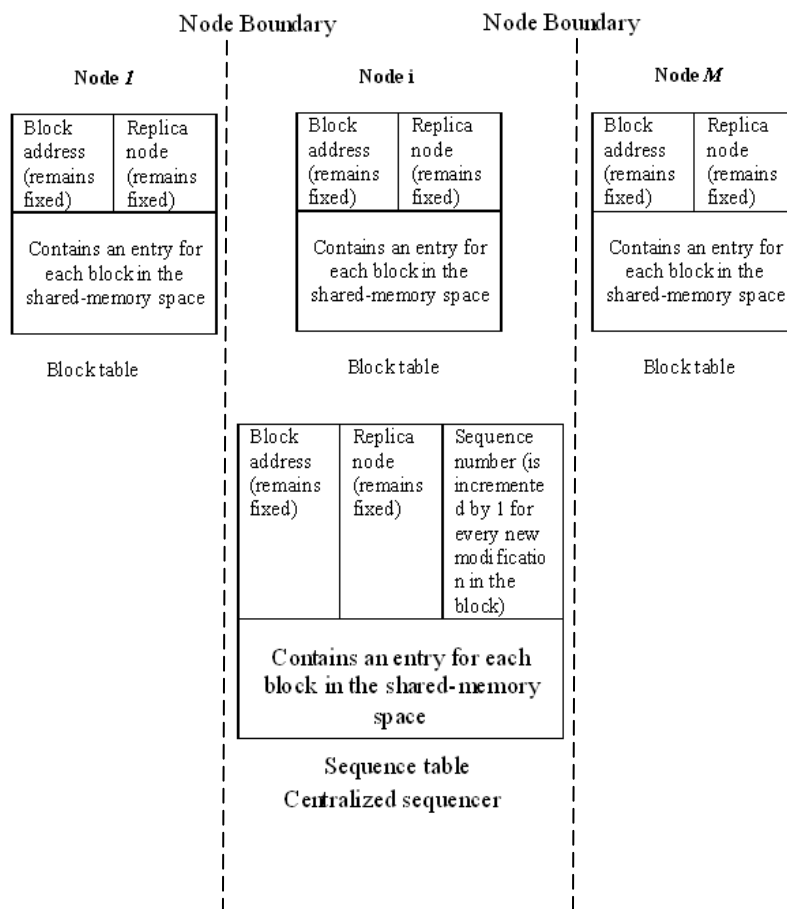 Node Boundary
Node Boundary
Node 1
Node i
Node M
Block
address
(remains
fixed)
Replica
node
(remains
fixed)
Contains an entry for
each block in the
shared-memory space
Block table
Block
address
(remains
fixed)
Replica
node
(remains
fixed)
Contains an entry for
each block in the
shared-memory space
Block table
Block
address
(remains
fixed)
Replica
node
(remains
fixed)
Contains an entry for
each block in the
shared-memory space
Block table
Block
address
(remains
fixed)
Replica
node
(remains
fixed)
Sequence
number (is
incremente
d by 1 for
every new
modificatio
n in the
block)
Contains an entry for each
block in the shared-memory
space
Sequence table
Centralized sequencer